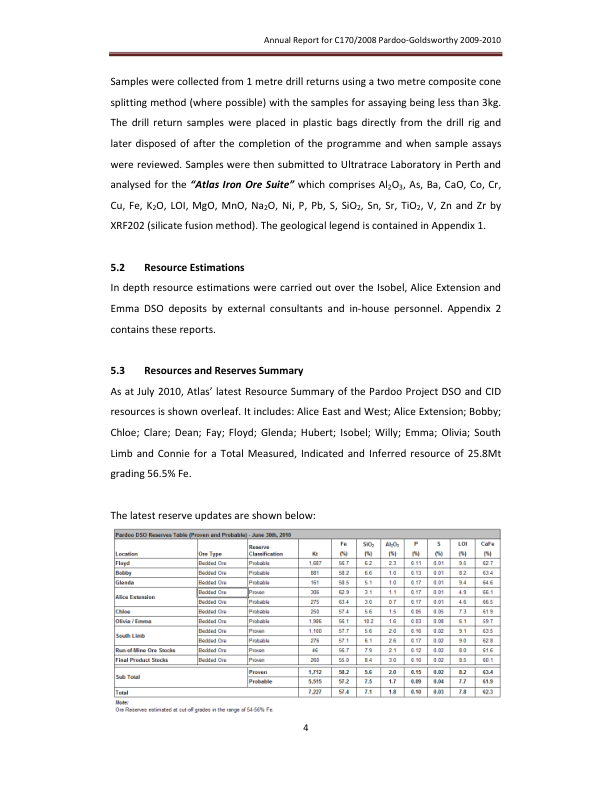 Annual Report for C170/2008 Pardoo-Goldsworthy 2009-2010
Samples were collected from 1 metre drill returns using a two metre composite cone
splitting method (where possible) with the samples for assaying being less than 3kg.
The drill return samples were placed in plastic bags directly from the drill rig and
later disposed of after the completion of the programme and when sample assays
were reviewed. Samples were then submitted to Ultratrace Laboratory in Perth and
analysed for the “Atlas Iron Ore Suite” which comprises Al2O3, As, Ba, CaO, Co, Cr,
Cu, Fe, K2O, LOI, MgO, MnO, Na2O, Ni, P, Pb, S, SiO2, Sn, Sr, TiO2, V, Zn and Zr by
XRF202 (silicate fusion method). The geological legend is contained in Appendix 1.
5.2 Resource Estimations
In depth resource estimations were carried out over the Isobel, Alice Extension and
Emma DSO deposits by external consultants and in-house personnel. Appendix 2
contains these reports.
5.3 Resources and Reserves Summary
As at July 2010, Atlas’ latest Resource Summary of the Pardoo Project DSO and CID
resources is shown overleaf. It includes: Alice East and West; Alice Extension; Bobby;
Chloe; Clare; Dean; Fay; Floyd; Glenda; Hubert; Isobel; Willy; Emma; Olivia; South
Limb and Connie for a Total Measured, Indicated and Inferred resource of 25.8Mt
grading 56.5% Fe.
The latest reserve updates are shown below:
Pardoo DSO Reserves Table (Proven and Probable) - June 30th, 2010
Location Ore Type Reserve Classification Kt Fe (%) SiO2 (%) Al2O3 (%) P (%) S (%) LOI (%) CaFe (%)
Floyd Bedded Ore Probable 1,687 56.7 6.2 2.3 0.11 0.01 9.5 62.7
Bobby Bedded Ore Probable 881 58.2 6.6 1.0 0.13 0.01 8.2 63.4
Glenda Bedded Ore Probable 161 58.5 5.1 1.0 0.17 0.01 9.4 64.6
Alice Extension Bedded Ore Proven 306 62.9 3.1 1.1 0.17 0.01 4.9 66.1
Bedded Ore Probable 275 63.4 3.0 0.7 0.17 0.01 4.6 66.5
Chloe Bedded Ore Probable 250 57.4 5.6 1.5 0.05 0.05 7.3 61.9
Olivia / Emma Bedded Ore Probable 1,986 56.1 10.2 1.6 0.03 0.08 6.1 59.7
South Limb Bedded Ore Proven 1,100 57.7 5.6 2.0 0.16 0.02 9.1 63.5
Bedded Ore Probable 276 57.1 6.1 2.6 0.17 0.02 9.0 62.8
Run-of-Mine Ore Stocks Bedded Ore Proven 46 56.7 7.9 2.1 0.12 0.02 8.0 61.6
Final Product Stocks Bedded Ore Proven 260 55.0 8.4 3.0 0.10 0.02 8.5 60.1
Sub Total Proven 1,712 58.2 5.6 2.0 0.15 0.02 8.2 63.4
Probable 5,515 57.2 7.5 1.7 0.09 0.04 7.7 61.9
Total 7,227 57.4 7.1 1.8 0.10 0.03 7.8 62.3
Note:
Ore Reserves estimated at cut-off grades in the range of 54-56% Fe.
4